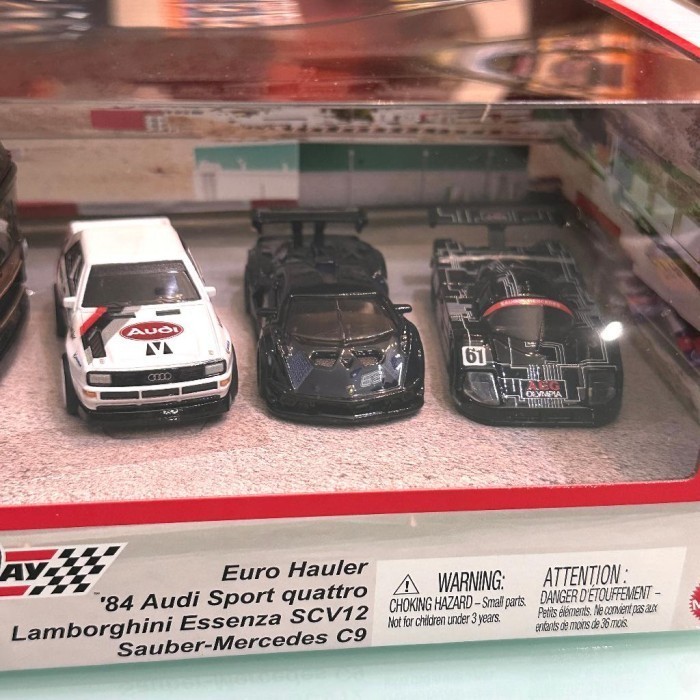 Audi
61
AEG
OLYMPIA
AY
Euro Hauler
'84 Audi Sport quattro
Lamborghini Essenza SCV12
Sauber-Mercedes C9
WARNING:
CHOKING HAZARD – Small parts.
Not for children under 3 years.
ATTENTION :
DANGER D'ÉTOUFFEMENT –
Petits éléments. Ne convient pas aux
enfants de moins de 36 mois.